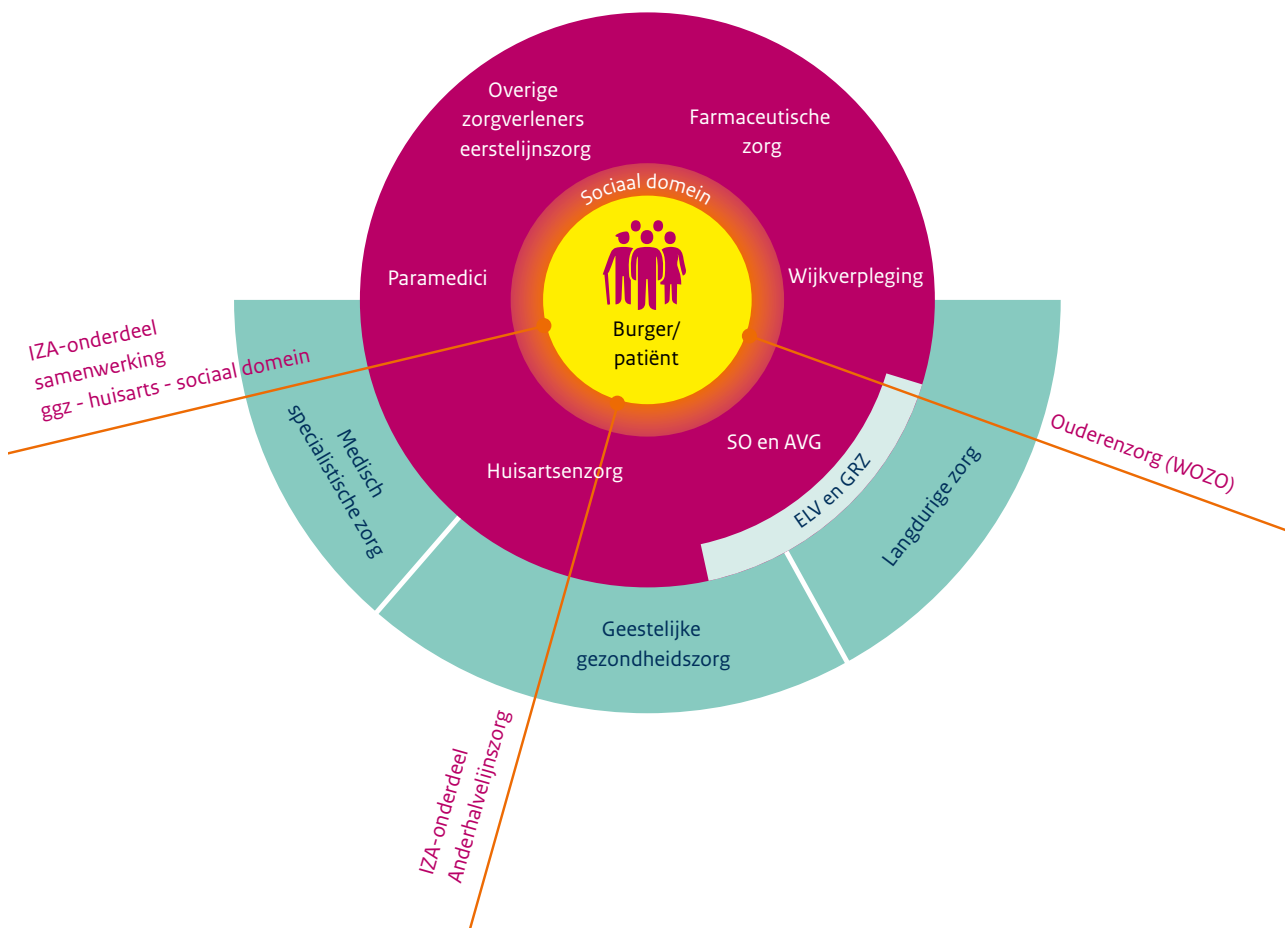 Overige
zorgverleners
eerstelijnszorg
Farmaceutische
zorg
Sociaal domein
Paramedici
Wijkverpleging
Burger/
patiënt
IZA-onderdeel
samenwerking
ggz - huisarts - sociaal domein
Medisch
specialistische zorg
Huisartsenzorg
SO en AVG
ELV en GRZ
Langdurige zorg
Ouderenzorg (WOZO)
Geestelijke
gezondheidszorg
IZA-onderdeel
Anderhalvelijnszorg